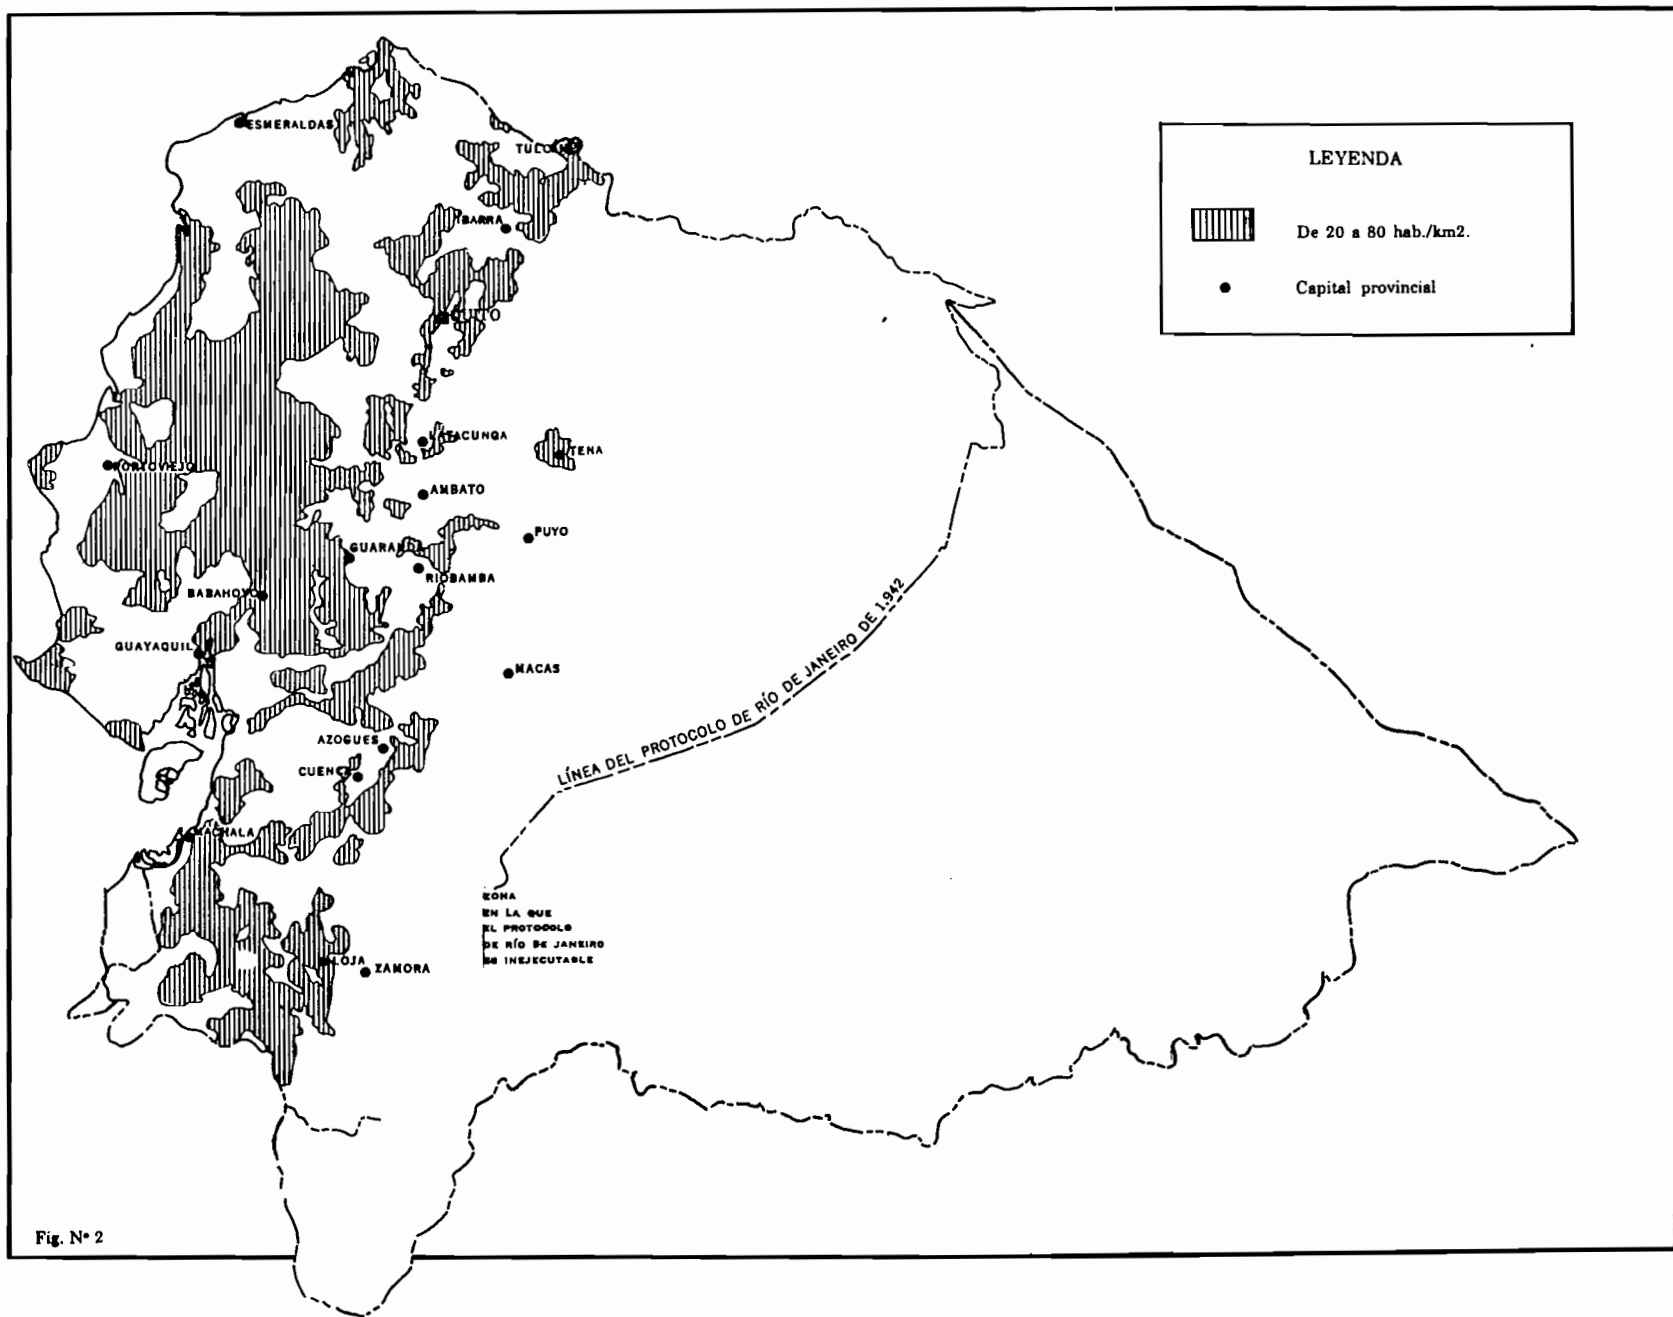 LEYENDA
De 20 a 80 hab./km2.
Capital provincial
ESMERALDAS
TULCAN
IBARRA
QUITO
LATACUNGA
TENA
PORTOVIEJO
AMBATO
PUYO
GUARANDA
RIOBAMBA
BABAHOYO
GUAYAQUIL
MACAS
AZOGUES
CUENCA
MACHALA
LOJA
ZAMORA
LÍNEA DEL PROTOCOLO DE RÍO DE JANEIRO DE 1.942
ZONA
EN LA QUE
EL PROTOCOLO
DE RÍO DE JANEIRO
ES INEJECUTABLE
Fig. Nº 2